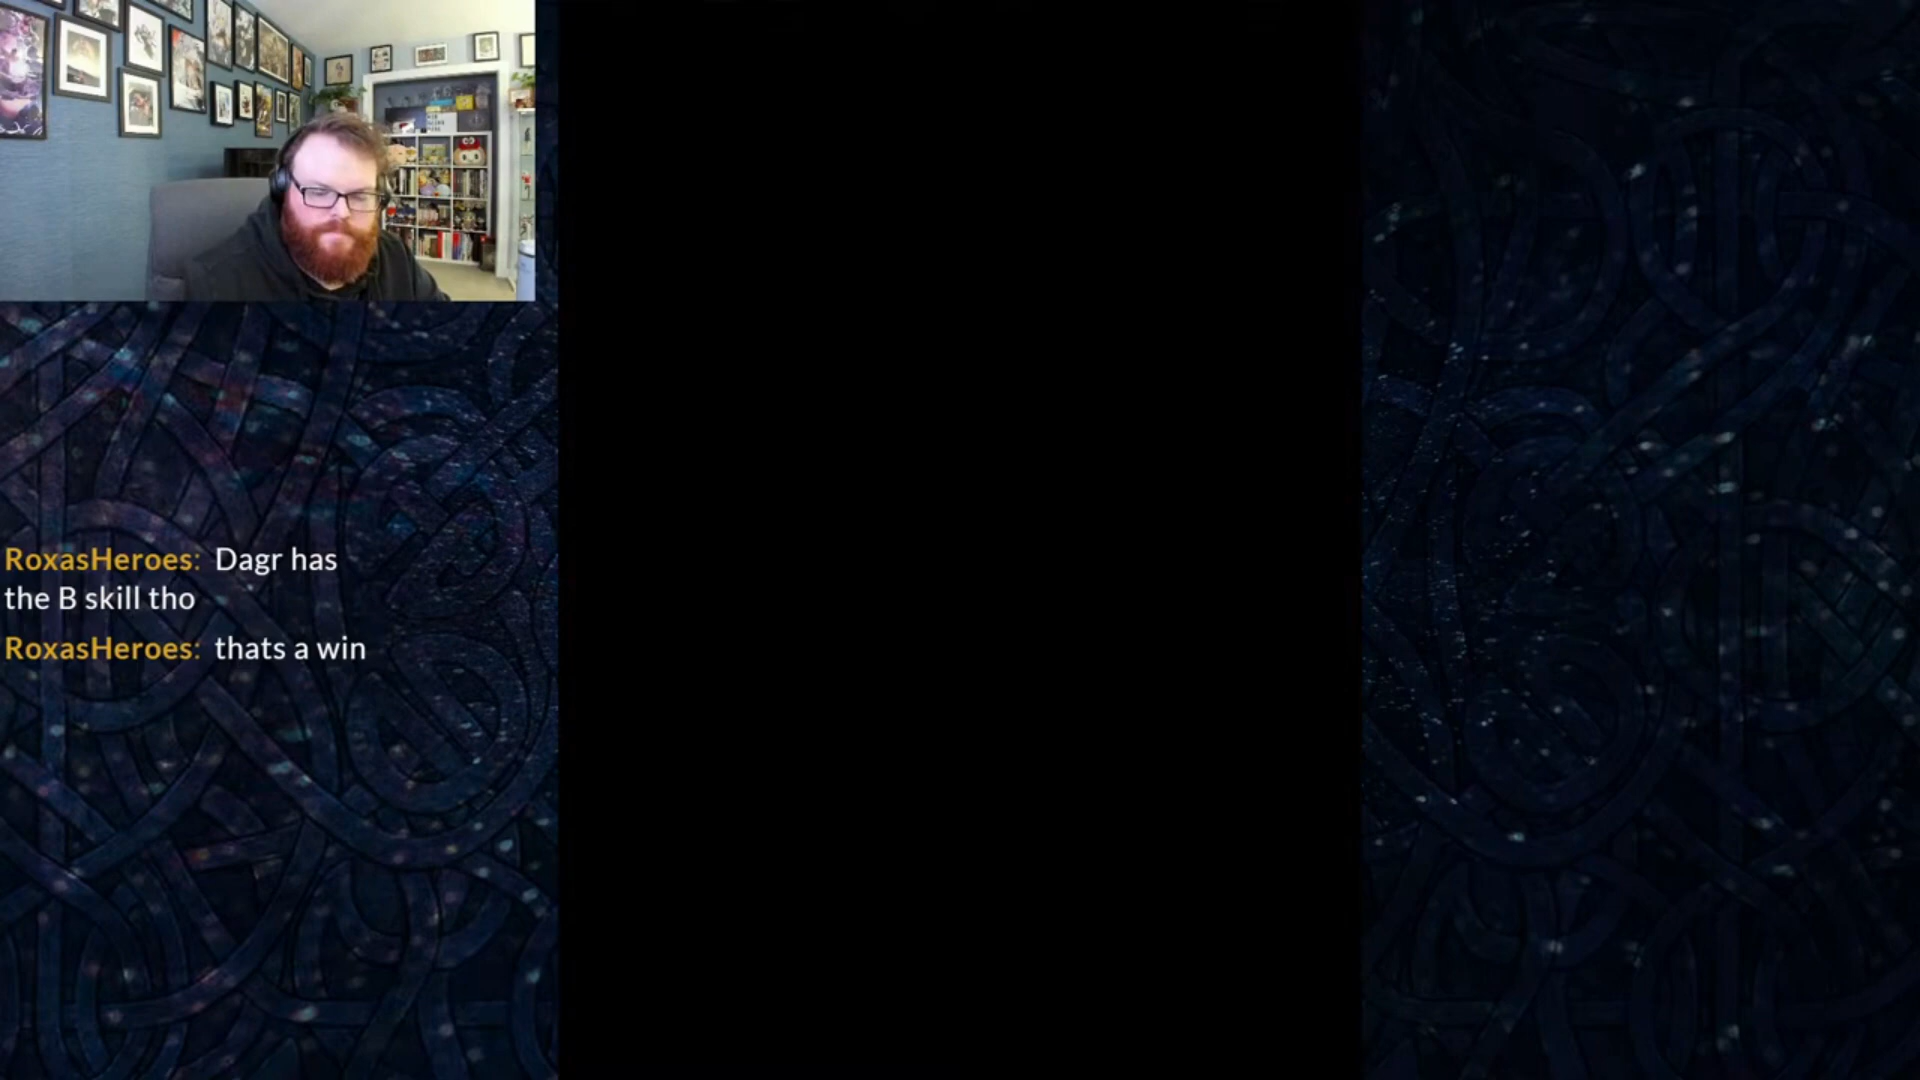 RoxasHeroes: Dagr has
the B skill tho
RoxasHeroes: thats a win